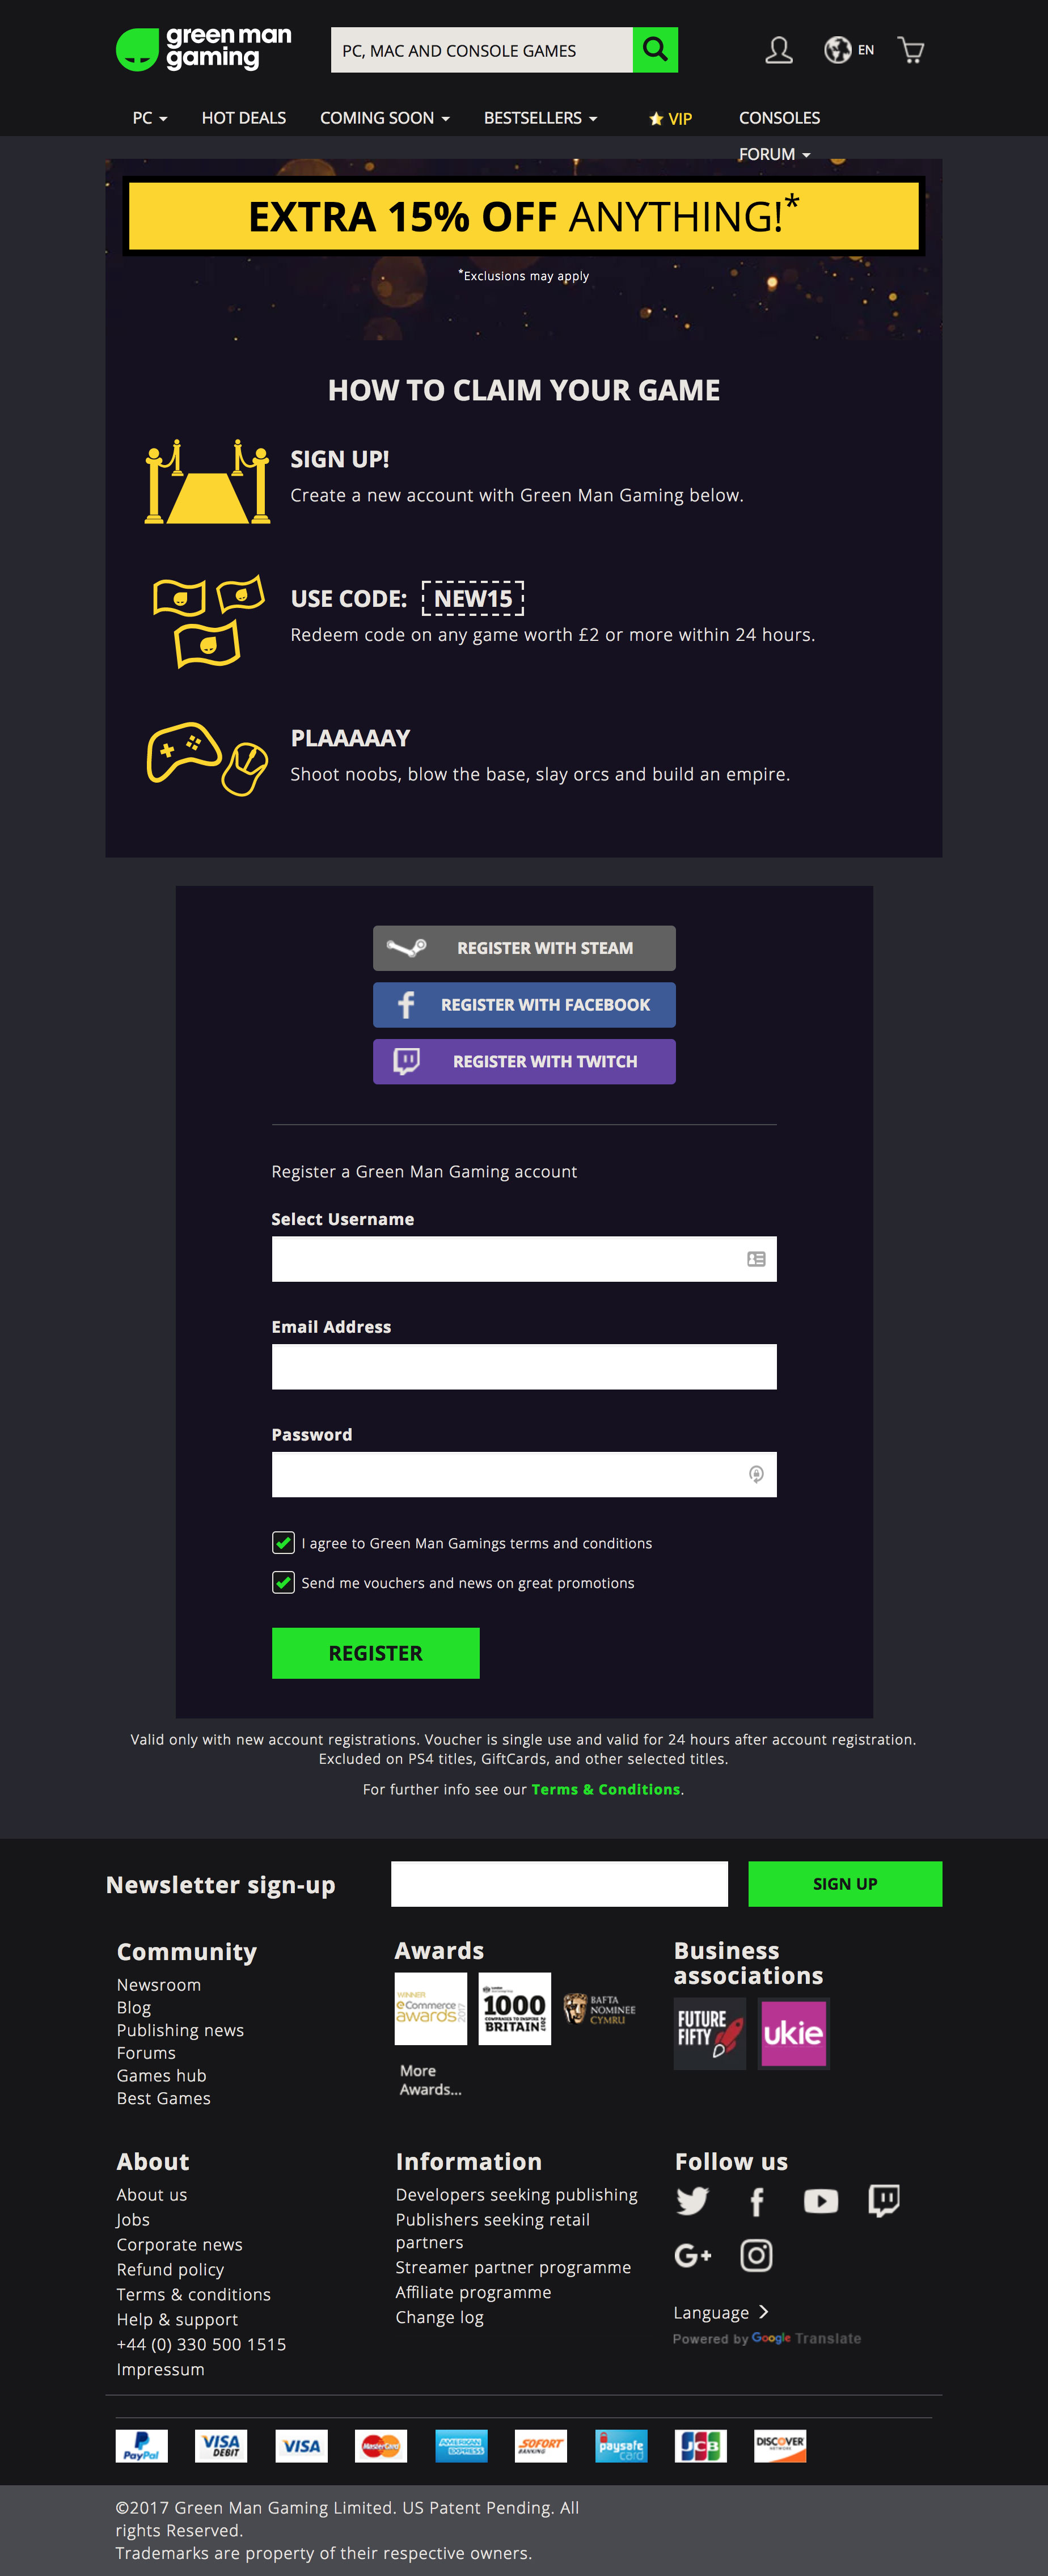 green man
gaming
PC, MAC AND CONSOLE GAMES
EN
PC
HOT DEALS
COMING SOON
BESTSELLERS
VIP
CONSOLES
FORUM
EXTRA 15% OFF ANYTHING!*
*Exclusions may apply
HOW TO CLAIM YOUR GAME
SIGN UP!
Create a new account with Green Man Gaming below.
USE CODE: NEW15
Redeem code on any game worth £2 or more within 24 hours.
PLAAAAAY
Shoot noobs, blow the base, slay orcs and build an empire.
REGISTER WITH STEAM
REGISTER WITH FACEBOOK
REGISTER WITH TWITCH
Register a Green Man Gaming account
Select Username
Email Address
Password
I agree to Green Man Gamings terms and conditions
Send me vouchers and news on great promotions
REGISTER
Valid only with new account registrations. Voucher is single use and valid for 24 hours after account registration.
Excluded on PS4 titles, GiftCards, and other selected titles.
For further info see our Terms & Conditions.
Newsletter sign-up
SIGN UP
Community
Newsroom
Blog
Publishing news
Forums
Games hub
Best Games
Awards
WINNER
eCommerce
awards 2017
1000
COMPANIES TO INSPIRE
BRITAIN 2017
BAFTA
NOMINEE
CYMRU
More
Awards...
Business
associations
FUTURE
FIFTY
ukie
About
About us
Jobs
Corporate news
Refund policy
Terms & conditions
Help & support
+44 (0) 330 500 1515
Impressum
Information
Developers seeking publishing
Publishers seeking retail
partners
Streamer partner programme
Affiliate programme
Change log
Follow us
G+
Language
Powered by Google Translate
PayPal
VISA
DEBIT
VISA
MasterCard
AMERICAN
EXPRESS
SOFORT
BANKING
paysafe
card
JCB
DISCOVER
NETWORK
©2017 Green Man Gaming Limited. US Patent Pending. All
rights Reserved.
Trademarks are property of their respective owners.